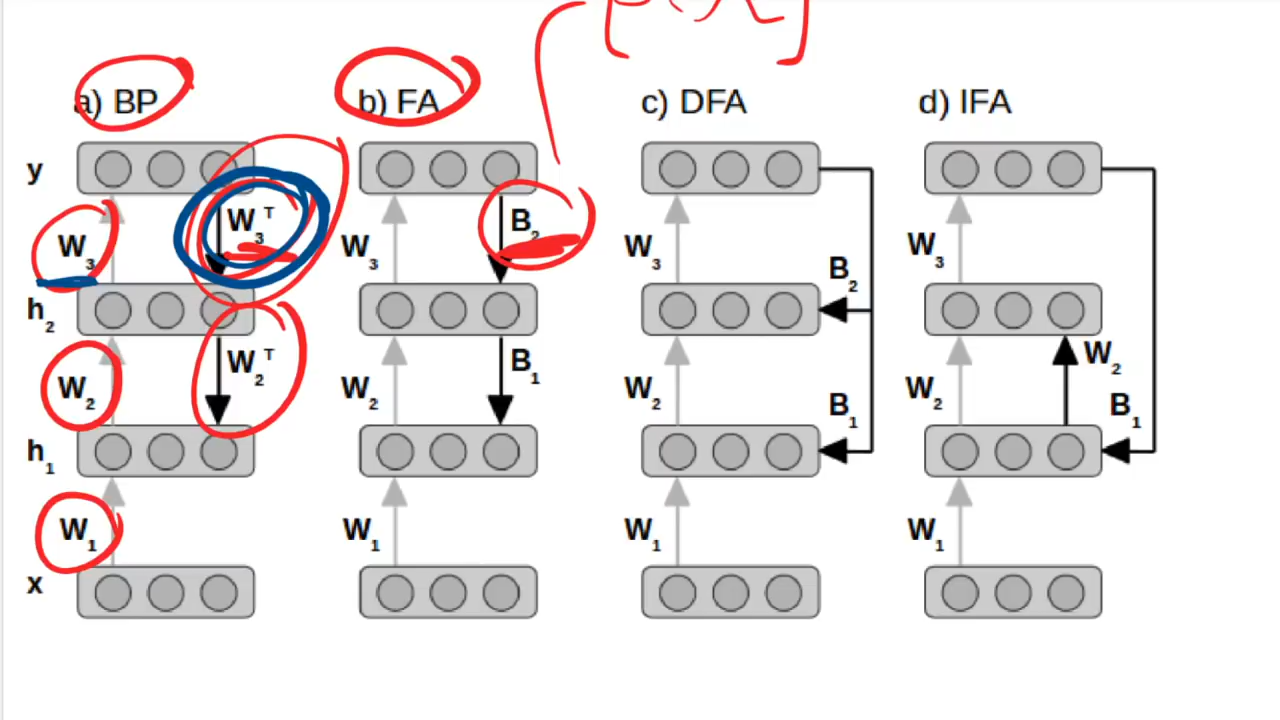 a) BP b) FA c) DFA d) IFA
y
W3 W3T W3 B2 W3 B2 W3
h2
W2 W2T W2 B1 W2 B1 W2 W2 B1
h1
W1 W1 W1 W1
x